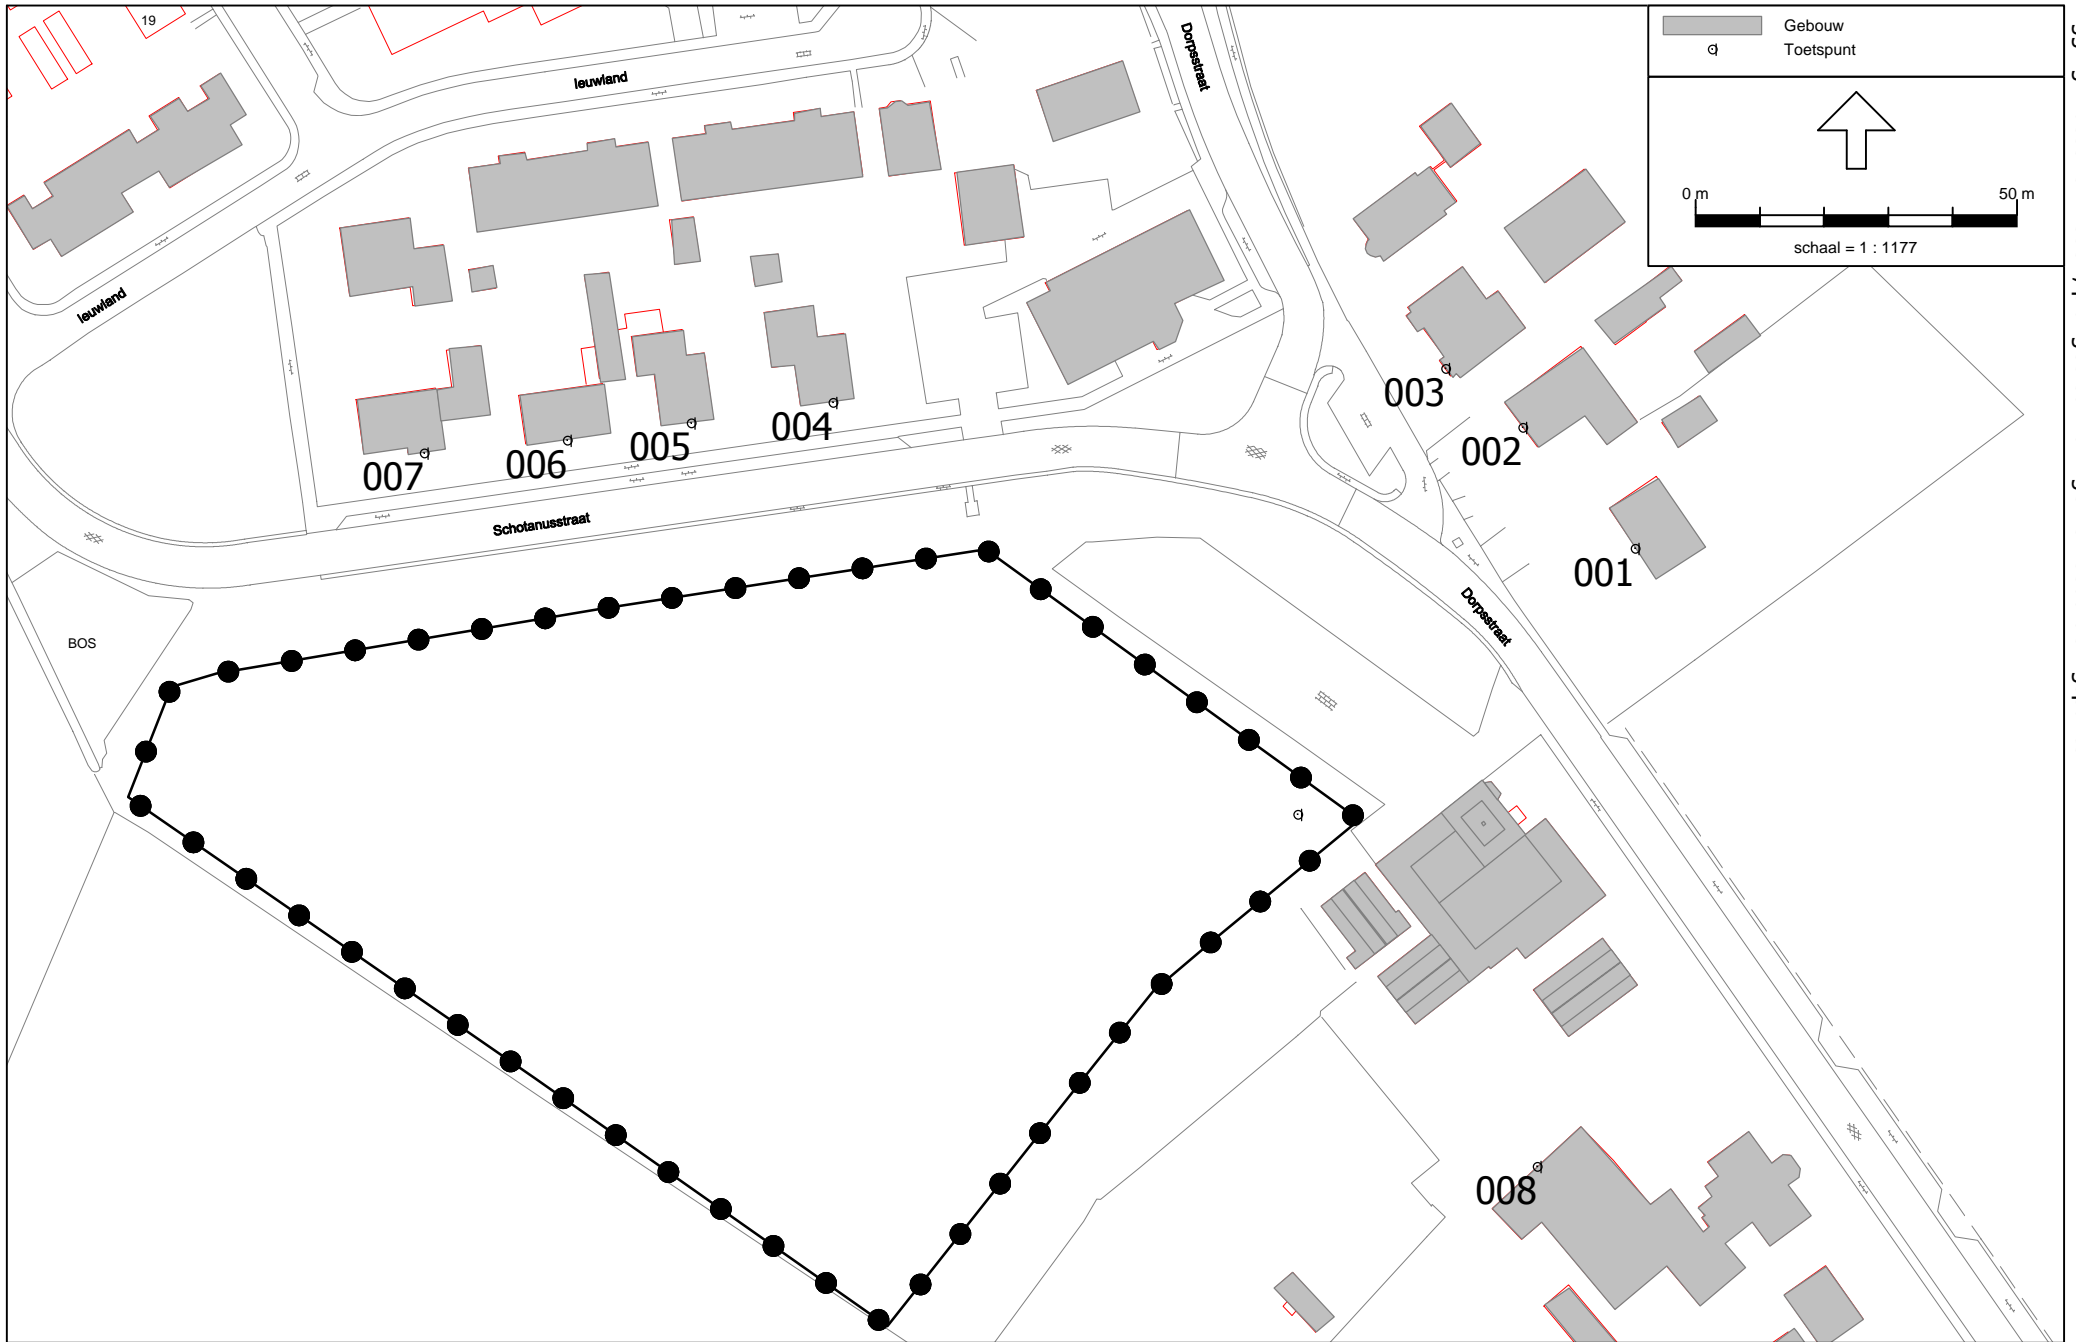 19
Ieuwland
Dorpsstraat
Gebouw
Toetspunt
0 m
50 m
schaal = 1 : 1177
Ieuwland
003
004
002
005
006
007
Schotanusstraat
001
Dorpsstraat
BOS
008